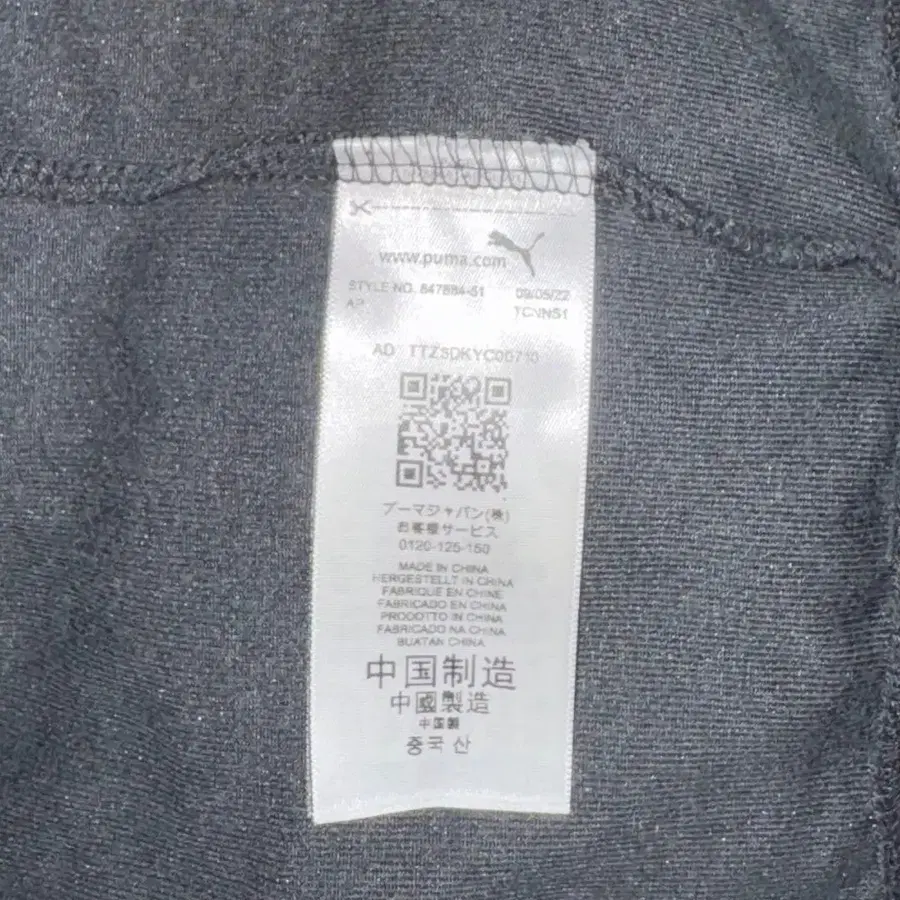 www.puma.com
STYLE NO. 847884-51 09/05/22
AP TCNNS1
AD TTZSDKYC00710
プーマジャパン(株)
お客様サービス
0120-125-150
MADE IN CHINA
HERGESTELLT IN CHINA
FABRIQUE EN CHINE
FABRICADO EN CHINA
PRODOTTO IN CHINA
FABRICADO NA CHINA
BUATAN CHINA
中国制造
中國製造
中国製
중국 산